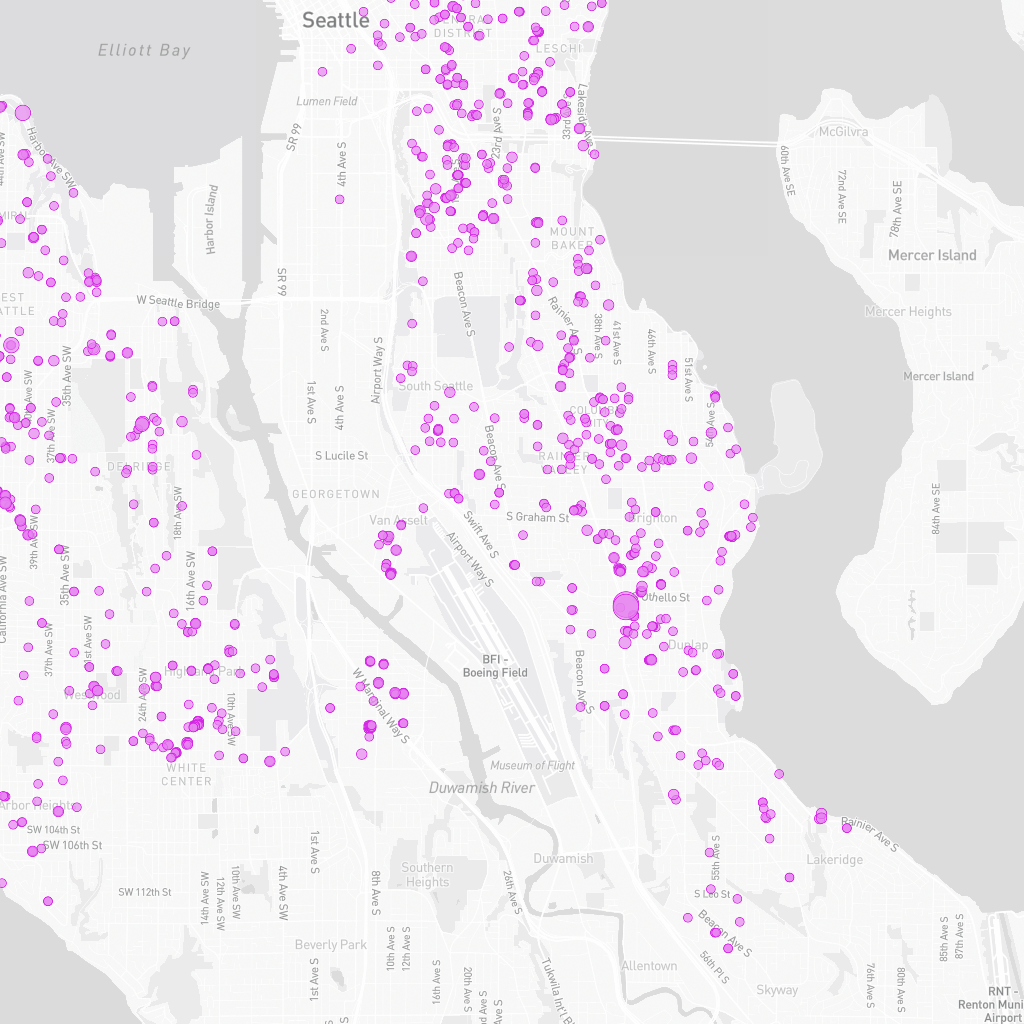 Seattle
CENTRAL
DISTRICT
Elliott Bay
LESCHI
Lumen Field
Lakeside Ave S
33rd Ave S
23rd Ave S
SR 99
4th Ave S
Harbor Ave SW
44th Ave SW
McGilvra
60th Ave SE
72nd Ave SE
78th Ave SE
Harbor Island
MOUNT
BAKER
Mercer Island
SR 99
W Seattle Bridge
Beacon Ave S
Rainier Ave S
38th Ave S
41st Ave S
46th Ave S
51st Ave S
54th Ave S
Mercer Heights
2nd Ave S
Airport Way S
35th Ave SW
37th Ave SW
1st Ave S
4th Ave S
South Seattle
Mercer Island
COLUMBIA
CITY
S Lucile St
Beacon Ave S
RAINIER
VALLEY
DELRIDGE
GEORGETOWN
18th Ave SW
84th Ave SE
Van Asselt
Swift Ave S
S Graham St
Brighton
Airport Way S
39th Ave SW
California Ave SW
35th Ave SW
16th Ave SW
Othello St
37th Ave SW
Dunlap
BFI -
Boeing Field
Beacon Ave S
Highland Park
Westwood
24th Ave SW
10th Ave SW
W Marginal Way S
WHITE
CENTER
Museum of Flight
Duwamish River
Arbor Heights
SW 104th St
SW 106th St
Rainier Ave S
1st Ave S
55th Ave S
Duwamish
Lakeridge
Southern
Heights
SW 112th St
14th Ave SW
12th Ave SW
10th Ave SW
4th Ave SW
8th Ave S
26th Ave S
S Leo St
Beacon Ave S
56th Pl S
Beverly Park
10th Ave S
12th Ave S
85th Ave S
87th Ave S
1st Ave S
16th Ave S
20th Ave S
Tukwila Int'l
Allentown
76th Ave S
80th Ave S
Skyway
RNT -
Renton Muni
Airport